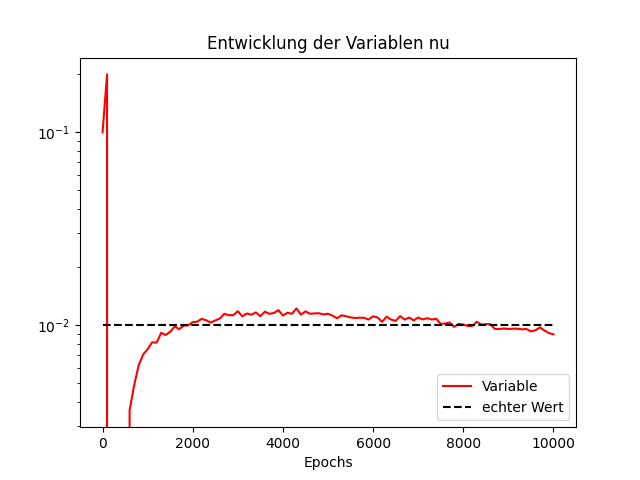 Entwicklung der Variablen nu
10⁻¹
10⁻²
0 2000 4000 6000 8000 10000
Epochs
Variable
echter Wert